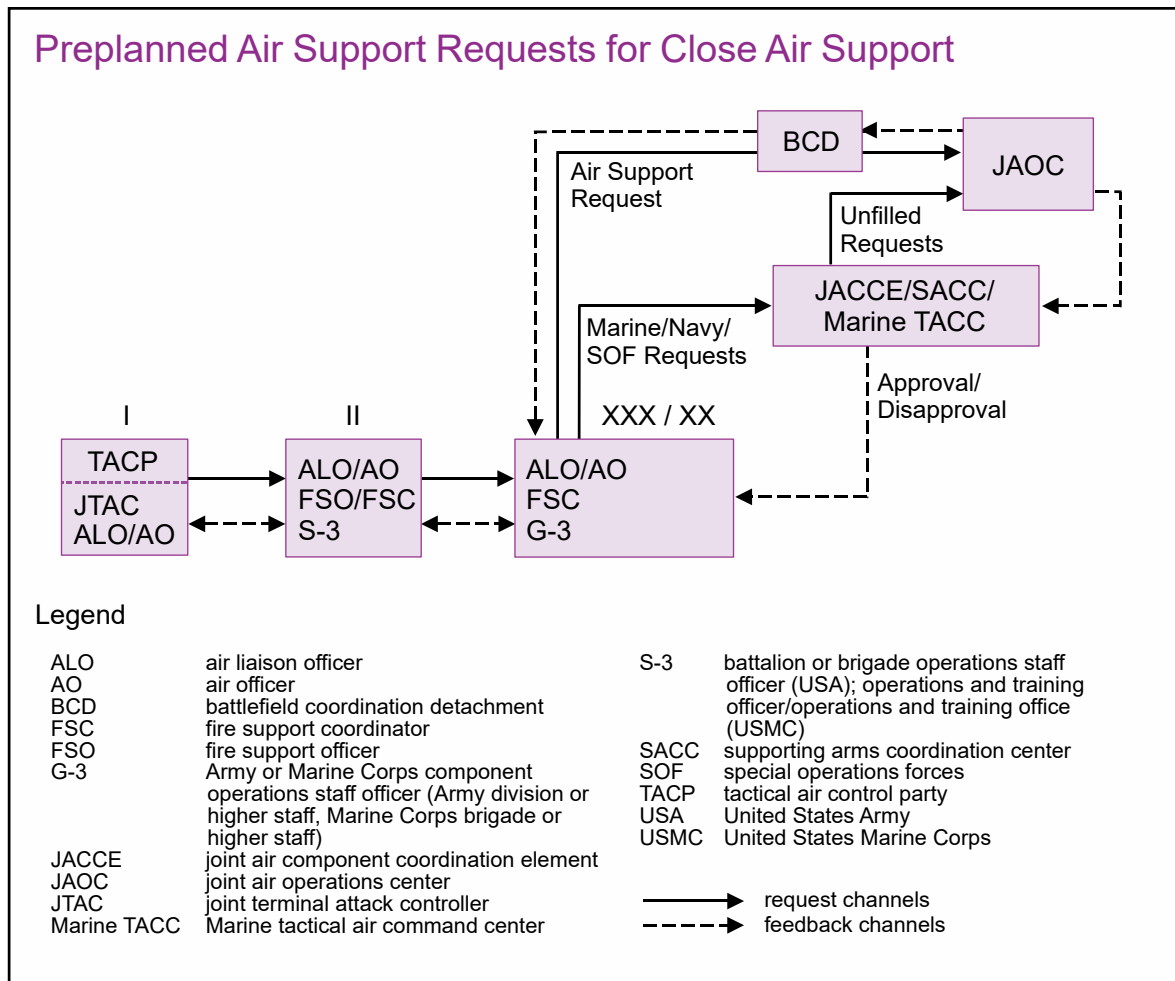 Preplanned Air Support Requests for Close Air Support
BCD
JAOC
Air Support
Request
Unfilled
Requests
JACCE/SACC/
Marine TACC
Marine/Navy/
SOF Requests
Approval/
Disapproval
I
II
XXX / XX
TACP
JTAC
ALO/AO
ALO/AO
FSO/FSC
S-3
ALO/AO
FSC
G-3
Legend
ALO air liaison officer
AO air officer
BCD battlefield coordination detachment
FSC fire support coordinator
FSO fire support officer
G-3 Army or Marine Corps component
operations staff officer (Army division or
higher staff, Marine Corps brigade or
higher staff)
JACCE joint air component coordination element
JAOC joint air operations center
JTAC joint terminal attack controller
Marine TACC Marine tactical air command center
S-3 battalion or brigade operations staff
officer (USA); operations and training
officer/operations and training office
(USMC)
SACC supporting arms coordination center
SOF special operations forces
TACP tactical air control party
USA United States Army
USMC United States Marine Corps
request channels
feedback channels